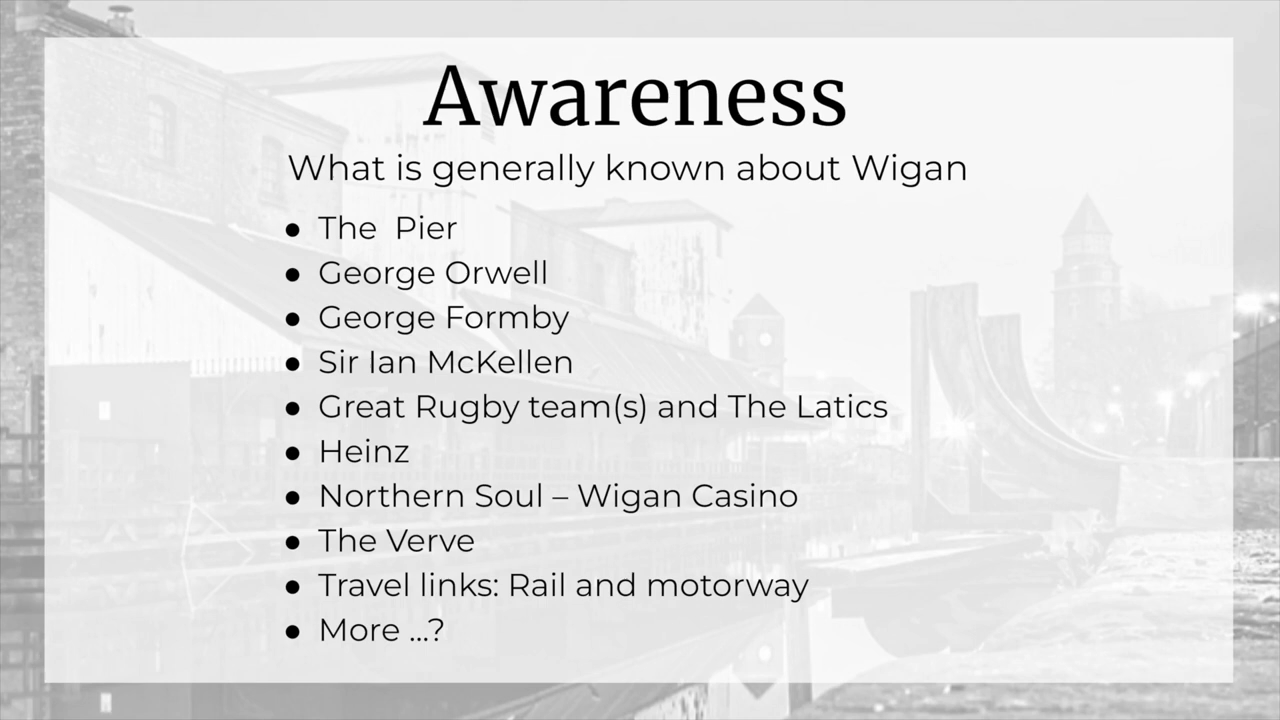 Awareness
What is generally known about Wigan
● The  Pier
● George Orwell
● George Formby
● Sir Ian McKellen
● Great Rugby team(s) and The Latics
● Heinz
● Northern Soul – Wigan Casino
● The Verve
● Travel links: Rail and motorway
● More ...?